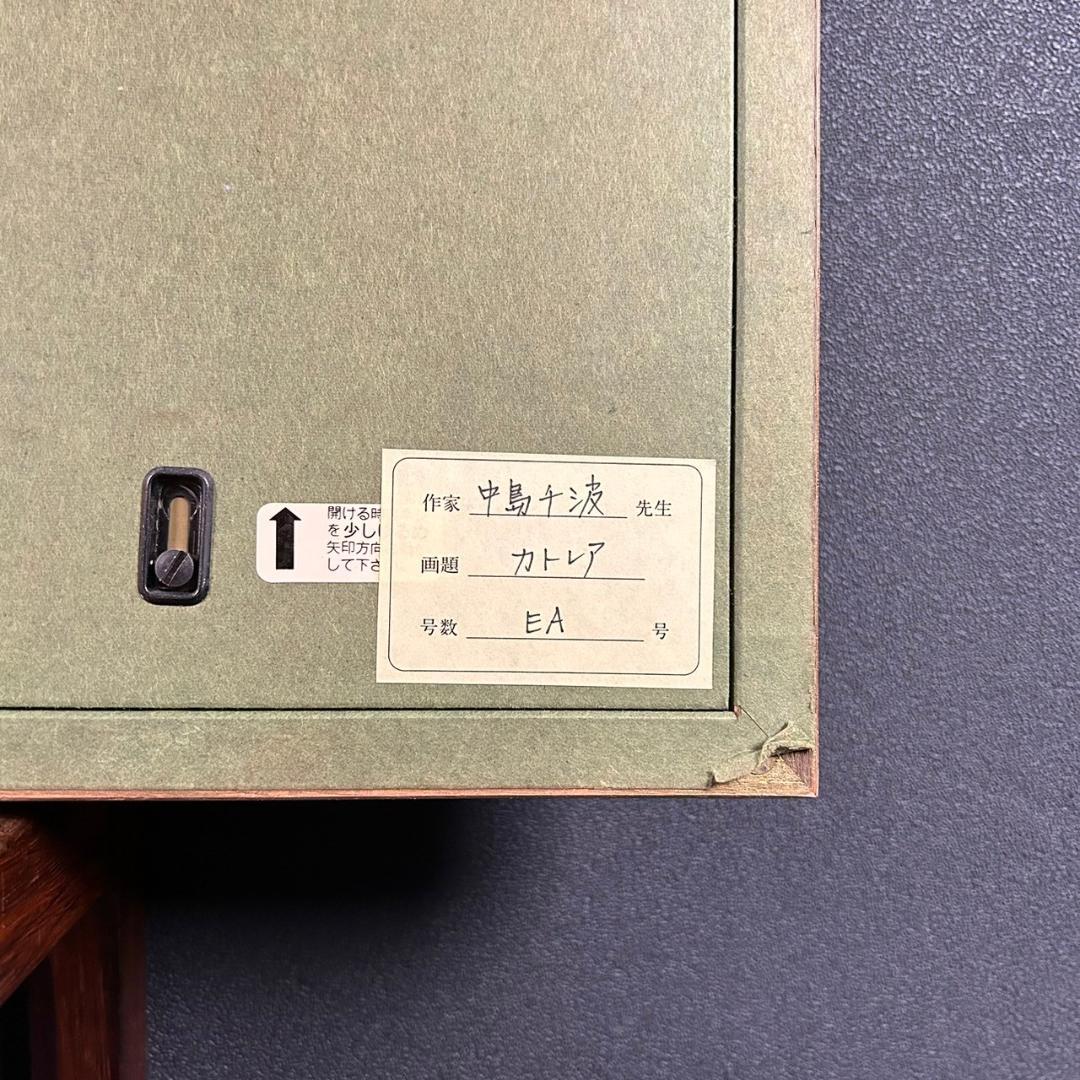 開ける時
を少し
矢印方向
して下さ
作家 中島千波 先生
画題 カトレア
号数 EA 号